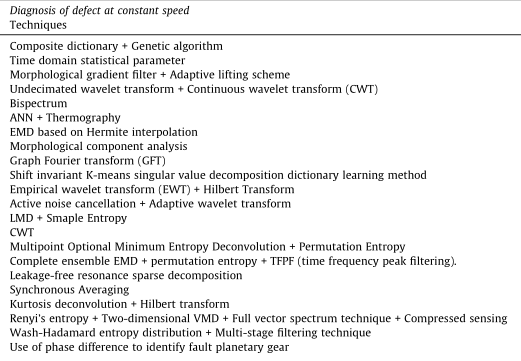 Diagnosis of defect at constant speed
Techniques
Composite dictionary + Genetic algorithm
Time domain statistical parameter
Morphological gradient filter + Adaptive lifting scheme
Undecimated wavelet transform + Continuous wavelet transform (CWT)
Bispectrum
ANN + Thermography
EMD based on Hermite interpolation
Morphological component analysis
Graph Fourier transform (GFT)
Shift invariant K-means singular value decomposition dictionary learning method
Empirical wavelet transform (EWT) + Hilbert Transform
Active noise cancellation + Adaptive wavelet transform
LMD + Smaple Entropy
CWT
Multipoint Optional Minimum Entropy Deconvolution + Permutation Entropy
Complete ensemble EMD + permutation entropy + TFPF (time frequency peak filtering).
Leakage-free resonance sparse decomposition
Synchronous Averaging
Kurtosis deconvolution + Hilbert transform
Renyi's entropy + Two-dimensional VMD + Full vector spectrum technique + Compressed sensing
Wash-Hadamard entropy distribution + Multi-stage filtering technique
Use of phase difference to identify fault planetary gear